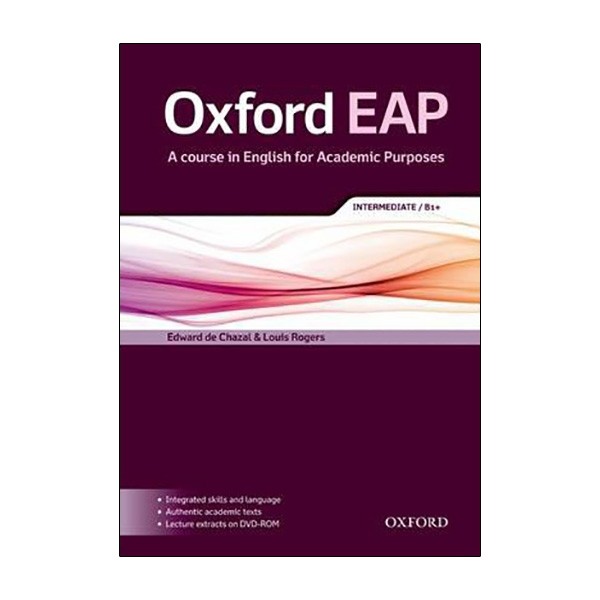 Oxford EAP
A course in English for Academic Purposes
INTERMEDIATE / B1+
Edward de Chazal & Louis Rogers
• Integrated skills and language
• Authentic academic texts
• Lecture extracts on DVD-ROM
OXFORD